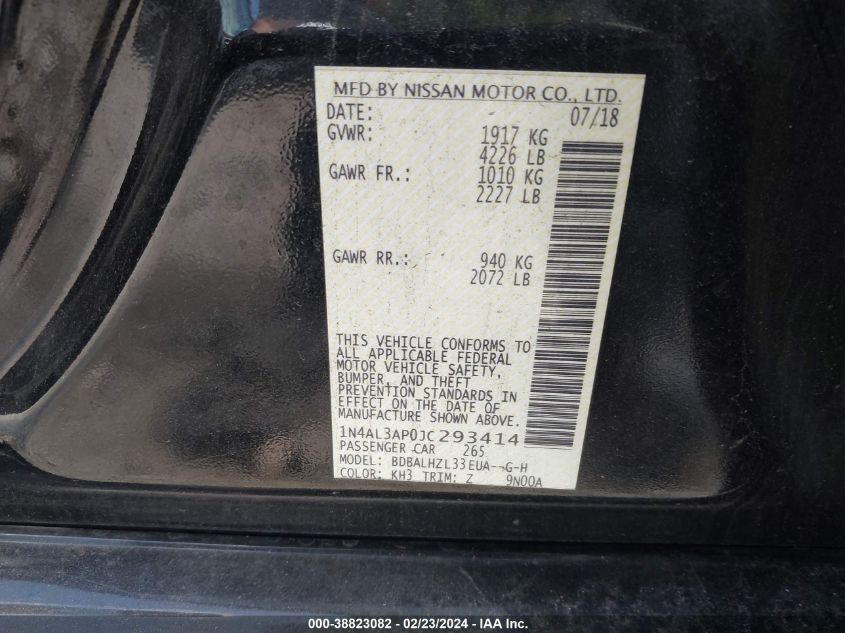 MFD BY NISSAN MOTOR CO., LTD.
DATE: 07/18
GVWR: 1917 KG
4226 LB
GAWR FR.: 1010 KG
2227 LB
GAWR RR.: 940 KG
2072 LB
THIS VEHICLE CONFORMS TO
ALL APPLICABLE FEDERAL
MOTOR VEHICLE SAFETY,
BUMPER, AND THEFT
PREVENTION STANDARDS IN
EFFECT ON THE DATE OF
MANUFACTURE SHOWN ABOVE.
1N4AL3AP0JC293414
PASSENGER CAR 265
MODEL: BDBALHZL33EUA--G-H
COLOR: KH3 TRIM: Z 9N00A
000-38823082 - 02/23/2024 - IAA Inc.